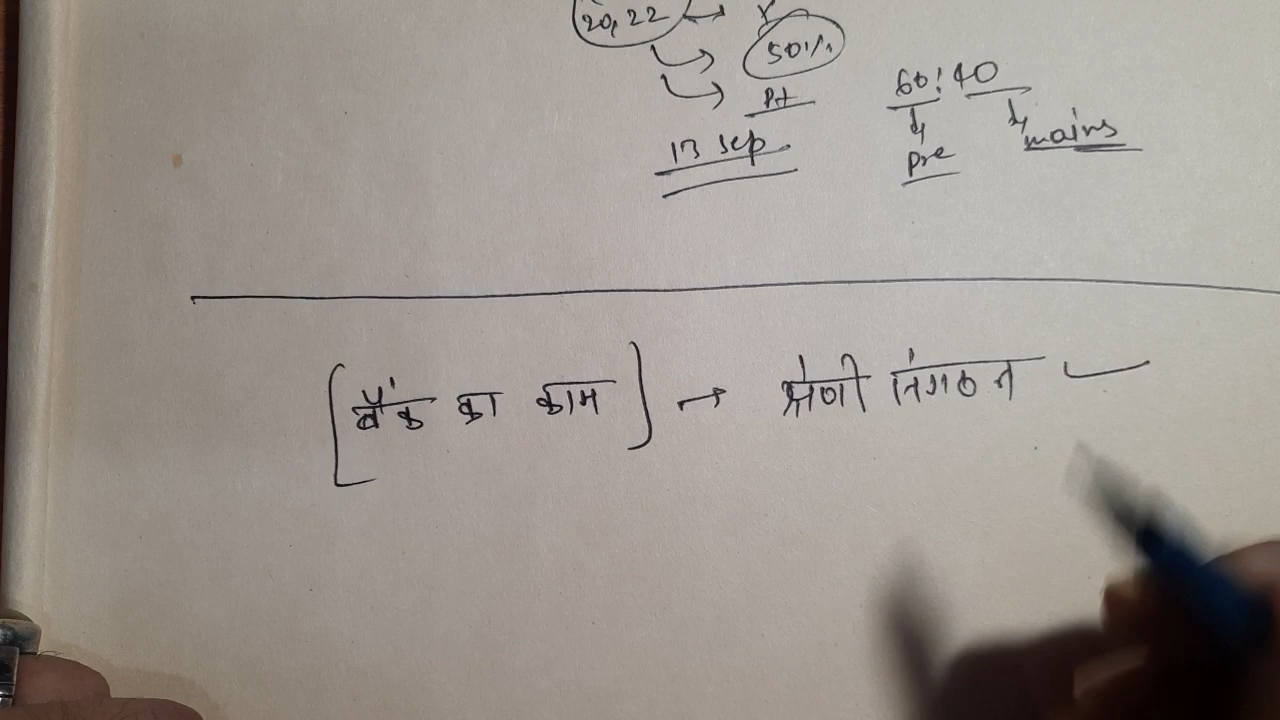 20,22 →
50%
Pt
13 sep
60:40
pre
mains
[बैंक का काम] → श्रेणी संगठन